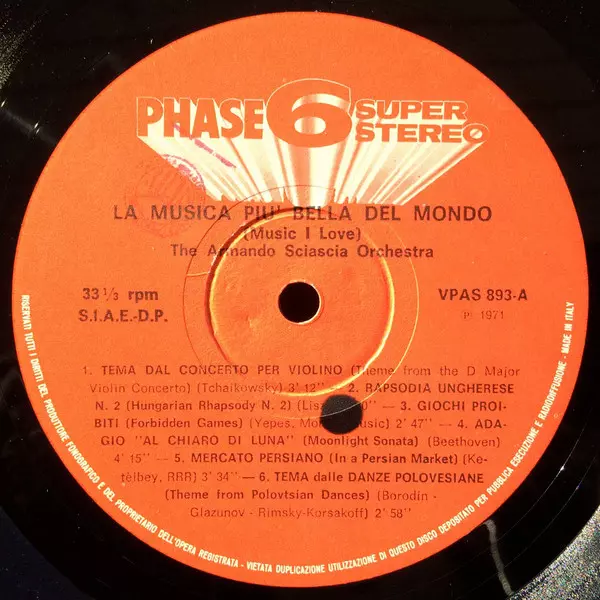 PHASE 6 SUPER STEREO
LA MUSICA PIU' BELLA DEL MONDO
(Music I Love)
The Armando Sciascia Orchestra
33 1/3 rpm
S.I.A.E.-D.P.
VPAS 893-A
P! 1971
1. TEMA DAL CONCERTO PER VIOLINO (Theme from the D Major
Violin Concerto) (Tchaikowsky) 3' 12" – 2. RAPSODIA UNGHERESE
N. 2 (Hungarian Rhapsody N. 2) 0" – 3. GIOCHI PROI-
BITI (Forbidden Games) (Yepes, Music) 2' 47" – 4. ADA-
GIO "AL CHIARO DI LUNA" (Moonlight Sonata) (Beethoven)
4' 15" – 5. MERCATO PERSIANO (In a Persian Market) (Ke-
tèlbey, RRR) 3' 34" – 6. TEMA dalle DANZE POLOVESIANE
(Theme from Polovtsian Dances) (Borodin -
Glazunov - Rimsky-Korsakoff) 2' 58"
RISERVATI TUTTI I DIRITTI DEL PRODUTTORE FONOGRAFICO E DEL PROPRIETARIO DELL'OPERA REGISTRATA - VIETATA DUPLICAZIONE UTILIZZAZIONE DI QUESTO DISCO DEPOSITATO PER PUBBLICA ESECUZIONE E RADIODIFFUSIONE - MADE IN ITALY